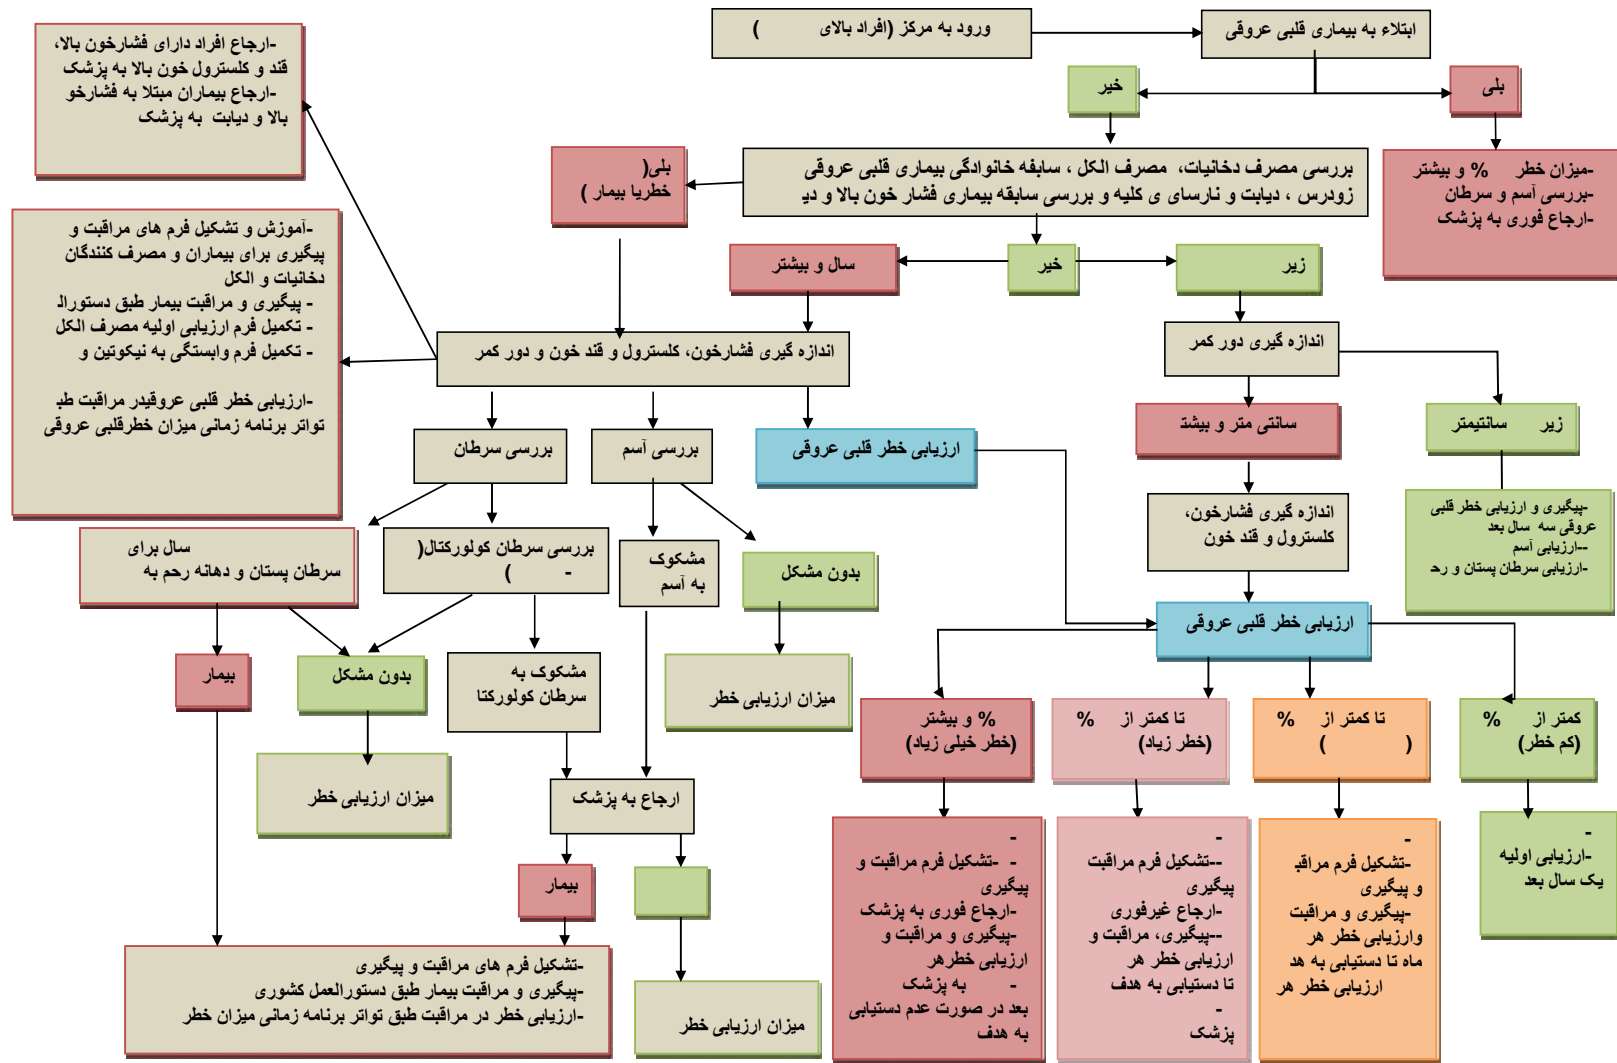 ورود به مرکز (افراد بالای )
ابتلاء به بیماری قلبی عروقی
بلی
خیر
-میزان خطر % و بیشتر
-بررسی آسم و سرطان
-ارجاع فوری به پزشک
بررسی مصرف دخانیات، مصرف الکل ، سابقه خانوادگی بیماری قلبی عروقی
زودرس ، دیابت و نارسای ی کلیه و بررسی سابقه بیماری فشار خون بالا و دی
بلی(
خطریا بیمار )
-ارجاع افراد دارای فشارخون بالا،
قند و کلسترول خون بالا به پزشک
-ارجاع بیماران مبتلا به فشارخو
بالا و دیابت به پزشک
زیر
خیر
سال و بیشتر
-آموزش و تشکیل فرم های مراقبت و
پیگیری برای بیماران و مصرف کنندگان
دخانیات و الکل
- پیگیری و مراقبت بیمار طبق دستورال
- تکمیل فرم ارزیابی اولیه مصرف الکل
- تکمیل فرم وابستگی به نیکوتین و
-ارزیابی خطر قلبی عروقیدر مراقبت طب
تواتر برنامه زمانی میزان خطرقلبی عروقی
اندازه گیری دور کمر
اندازه گیری فشارخون، کلسترول و قند خون و دور کمر
زیر سانتیمتر
سانتی متر و بیشت
ارزیابی خطر قلبی عروقی
بررسی آسم
بررسی سرطان
-پیگیری و ارزیابی خطر قلبی
عروقی سه سال بعد
--ارزیابی آسم
-ارزیابی سرطان پستان و رح
اندازه گیری فشارخون،
کلسترول و قند خون
بدون مشکل
مشکوک
به آسم
بررسی سرطان کولورکتال(
- )
سال برای
سرطان پستان و دهانه رحم به
ارزیابی خطر قلبی عروقی
میزان ارزیابی خطر
مشکوک به
سرطان کولورکتا
بدون مشکل
بیمار
کمتر از %
(کم خطر)
تا کمتر از %
( )
تا کمتر از %
(خطر زیاد)
% و بیشتر
(خطر خیلی زیاد)
ارجاع به پزشک
میزان ارزیابی خطر
-
-ارزیابی اولیه
یک سال بعد
-
-تشکیل فرم مراقب
و پیگیری
-پیگیری و مراقبت
وارزیابی خطر هر
ماه تا دستیابی به هد
ارزیابی خطر هر
-
--تشکیل فرم مراقبت
پیگیری
-ارجاع غیرفوری
--پیگیری، مراقبت و
ارزیابی خطر هر
تا دستیابی به هدف
-
پزشک
-
- -تشکیل فرم مراقبت و
پیگیری
-ارجاع فوری به پزشک
-پیگیری و مراقبت و
ارزیابی خطرهر
- به پزشک
بعد در صورت عدم دستیابی
به هدف
بیمار
میزان ارزیابی خطر
-تشکیل فرم های مراقبت و پیگیری
-پیگیری و مراقبت بیمار طبق دستورالعمل کشوری
-ارزیابی خطر در مراقبت طبق تواتر برنامه زمانی میزان خطر